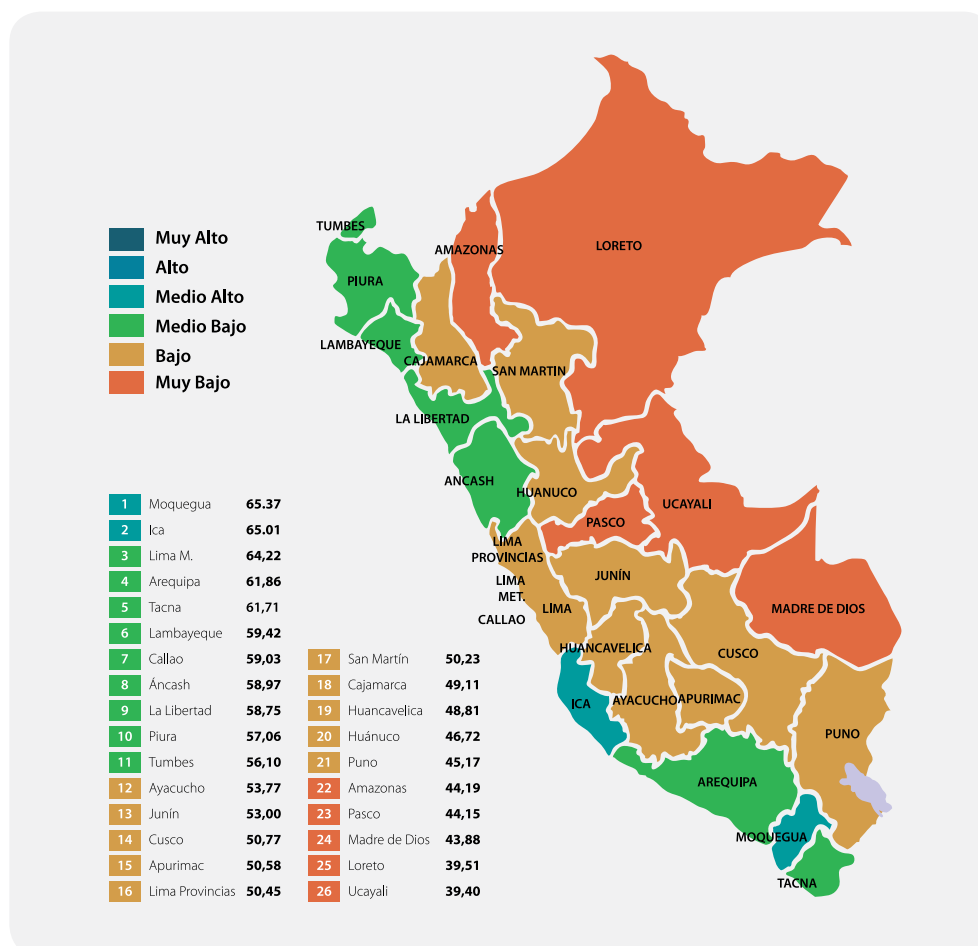 TUMBES
AMAZONAS
LORETO
Muy Alto
Alto
Medio Alto
Medio Bajo
Bajo
Muy Bajo
PIURA
LAMBAYEQUE
CAJAMARCA
SAN MARTIN
LA LIBERTAD
ANCASH
HUANUCO
UCAYALI
PASCO
LIMA
PROVINCIAS
JUNÍN
LIMA
MET.
LIMA
CALLAO
MADRE DE DIOS
HUANCAVELICA
CUSCO
ICA
AYACUCHO
APURIMAC
PUNO
AREQUIPA
MOQUEGUA
TACNA
1 Moquegua 65.37
2 Ica 65.01
3 Lima M. 64,22
4 Arequipa 61,86
5 Tacna 61,71
6 Lambayeque 59,42
7 Callao 59,03
8 Áncash 58,97
9 La Libertad 58,75
10 Piura 57,06
11 Tumbes 56,10
12 Ayacucho 53,77
13 Junín 53,00
14 Cusco 50,77
15 Apurimac 50,58
16 Lima Provincias 50,45
17 San Martín 50,23
18 Cajamarca 49,11
19 Huancavelica 48,81
20 Huánuco 46,72
21 Puno 45,17
22 Amazonas 44,19
23 Pasco 44,15
24 Madre de Dios 43,88
25 Loreto 39,51
26 Ucayali 39,40